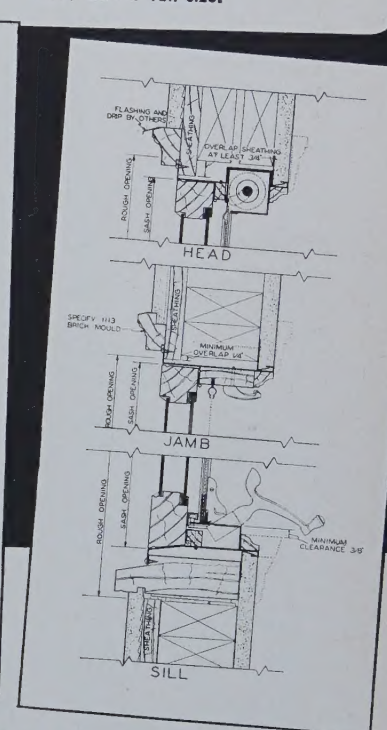 FLASHING AND
DRIP BY OTHERS
SHEATHING
OVERLAP SHEATHING
AT LEAST 3/4"
ROUGH OPENING
SASH OPENING
HEAD
SPECIFY 1113
BRICK MOULD
SHEATHING
MINIMUM
OVERLAP 1/4"
ROUGH OPENING
SASH OPENING
JAMB
ROUGH OPENING
SASH OPENING
MINIMUM
CLEARANCE 3/8"
SHEATHING
SILL